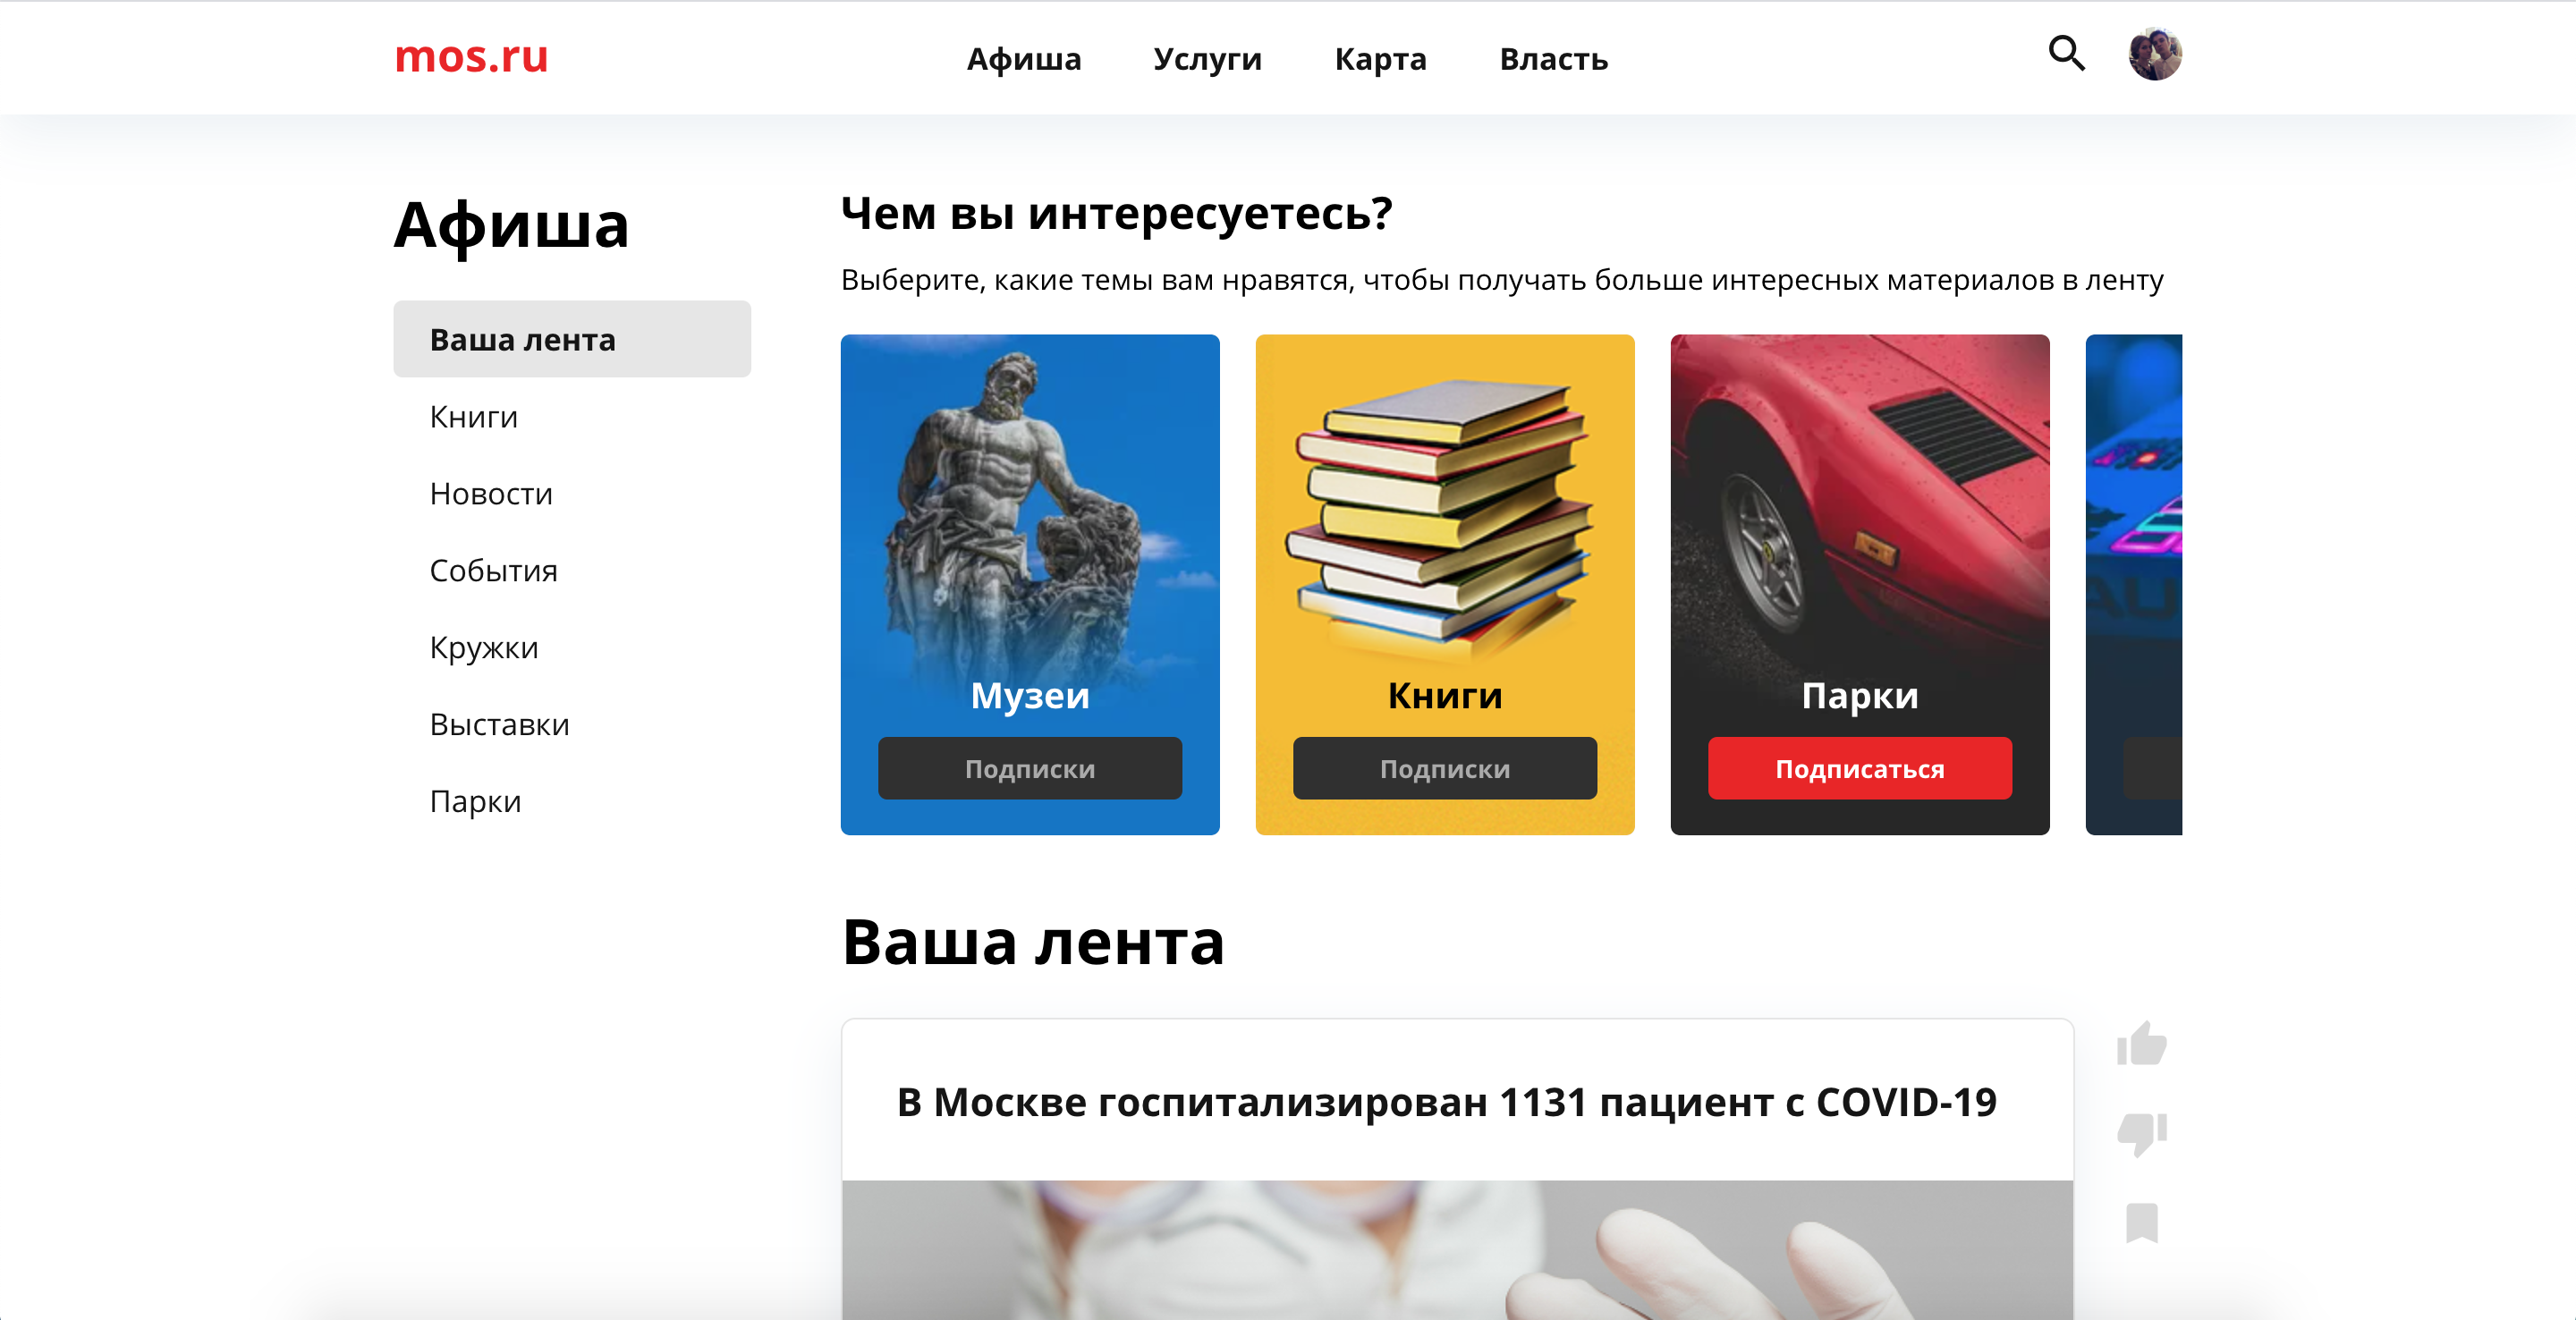 mos.ru
Афиша
Услуги
Карта
Власть
Афиша
Ваша лента
Книги
Новости
События
Кружки
Выставки
Парки
Чем вы интересуетесь?
Выберите, какие темы вам нравятся, чтобы получать больше интересных материалов в ленту
Музеи
Подписки
Книги
Подписки
Парки
Подписаться
AU
Ваша лента
В Москве госпитализирован 1131 пациент с COVID-19